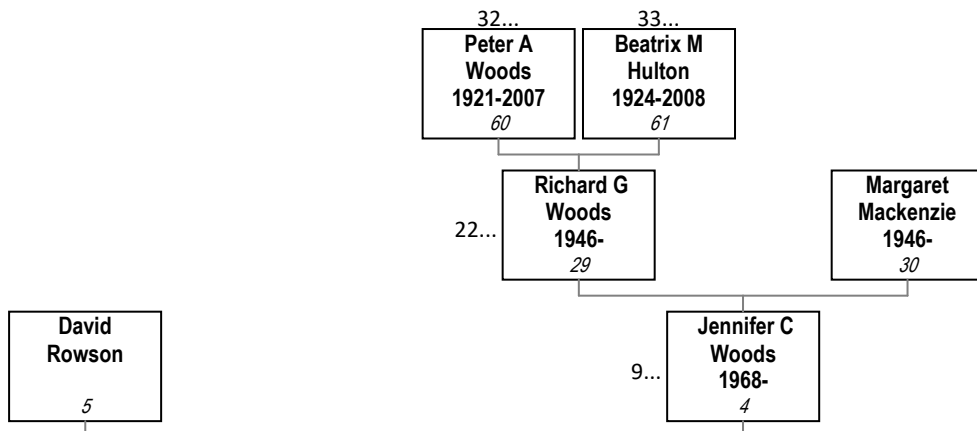 32...
33...
Peter A
Woods
1921-2007
60
Beatrix M
Hulton
1924-2008
61
22...
Richard G
Woods
1946-
29
Margaret
Mackenzie
1946-
30
David
Rowson
5
9...
Jennifer C
Woods
1968-
4